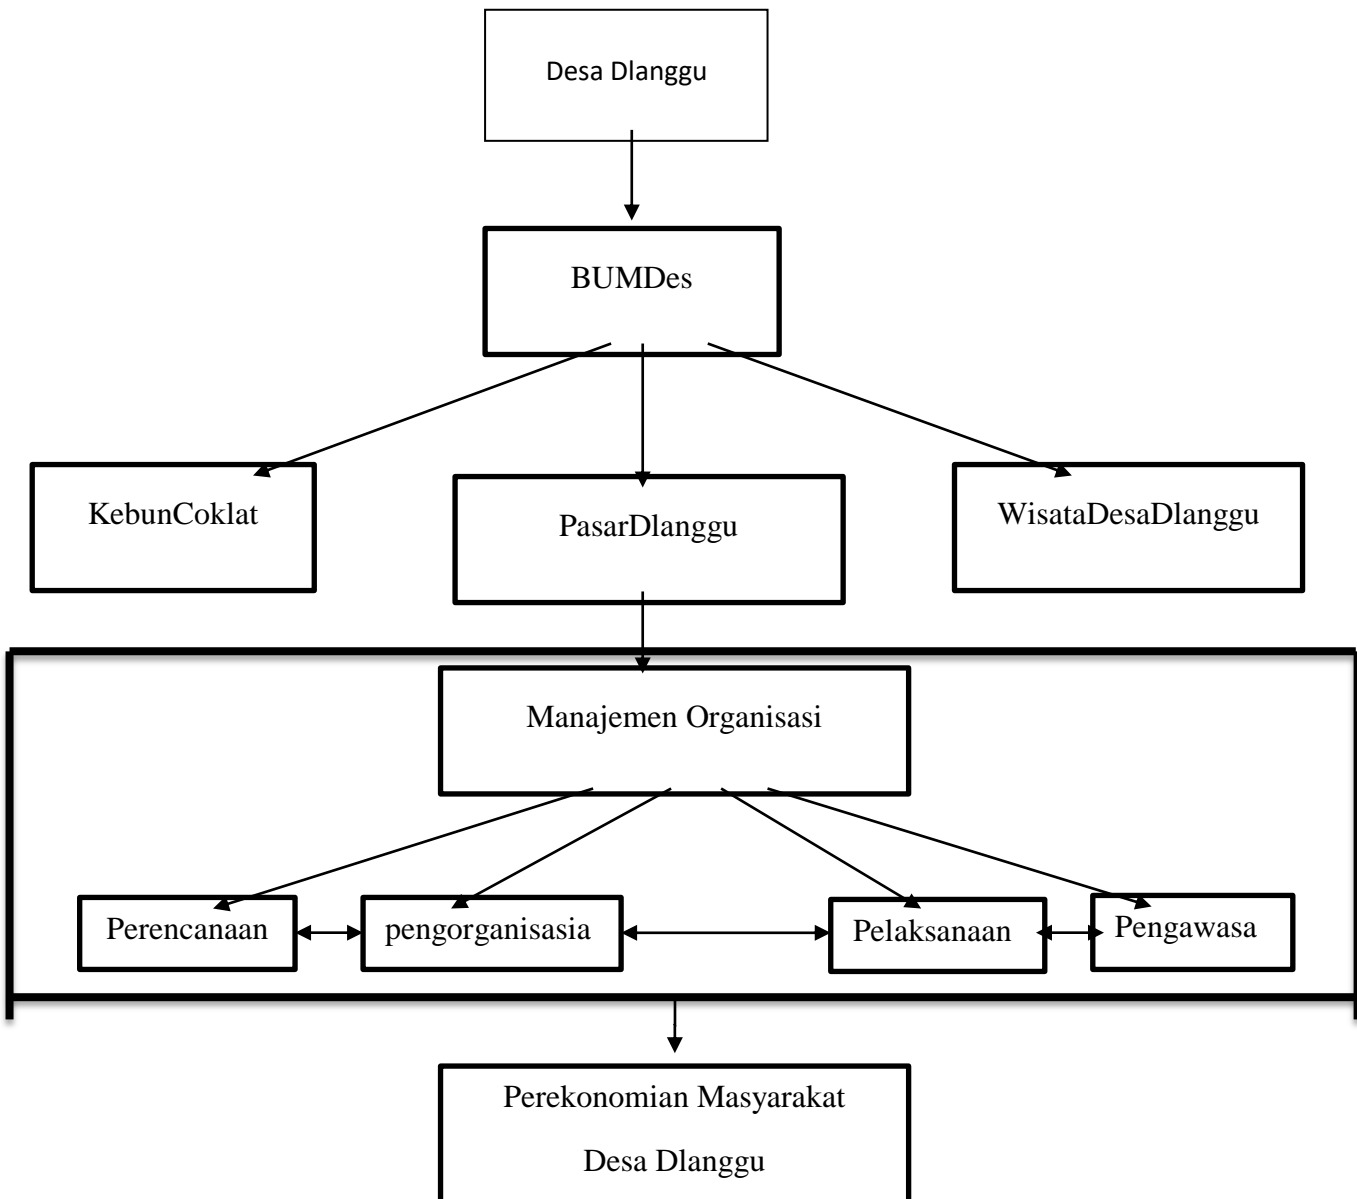 Desa Dlanggu
BUMDes
KebunCoklat
PasarDlanggu
WisataDesaDlanggu
Manajemen Organisasi
Perencanaan
pengorganisasia
Pelaksanaan
Pengawasa
Perekonomian Masyarakat
Desa Dlanggu